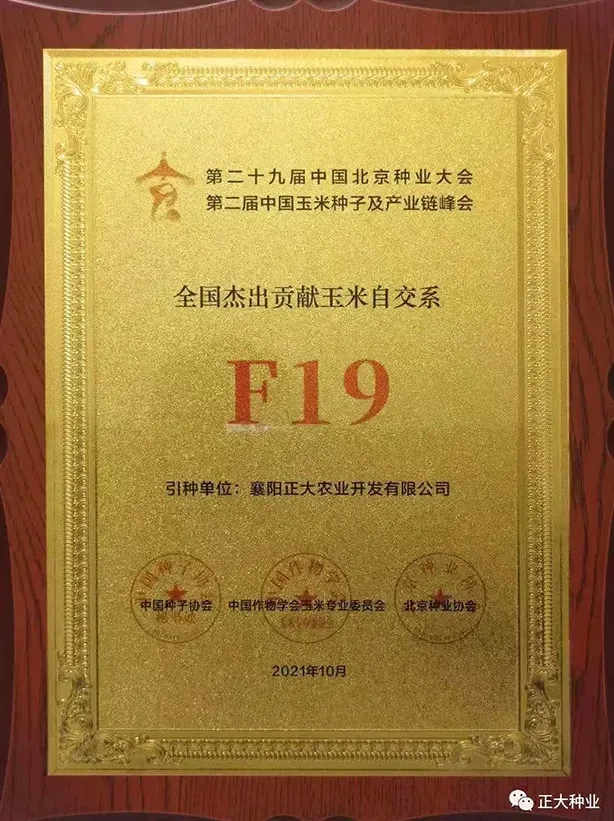 第二十九届中国北京种业大会
第二届中国玉米种子及产业链峰会
全国杰出贡献玉米自交系
F19
引种单位：襄阳正大农业开发有限公司
中国种子协会
中国作物学会玉米专业委员会
北京种业协会
2021年10月
正大种业